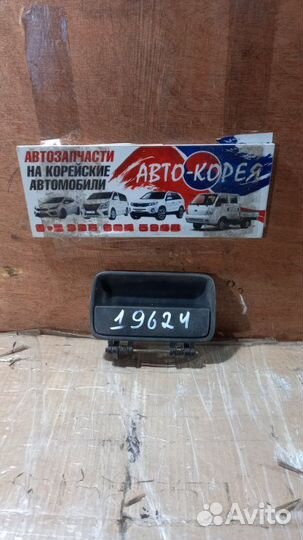 АВТОЗАПЧАСТИ
НА КОРЕЙСКИЕ
АВТОМОБИЛИ
АВТО-КОРЕЯ
19624
Avito